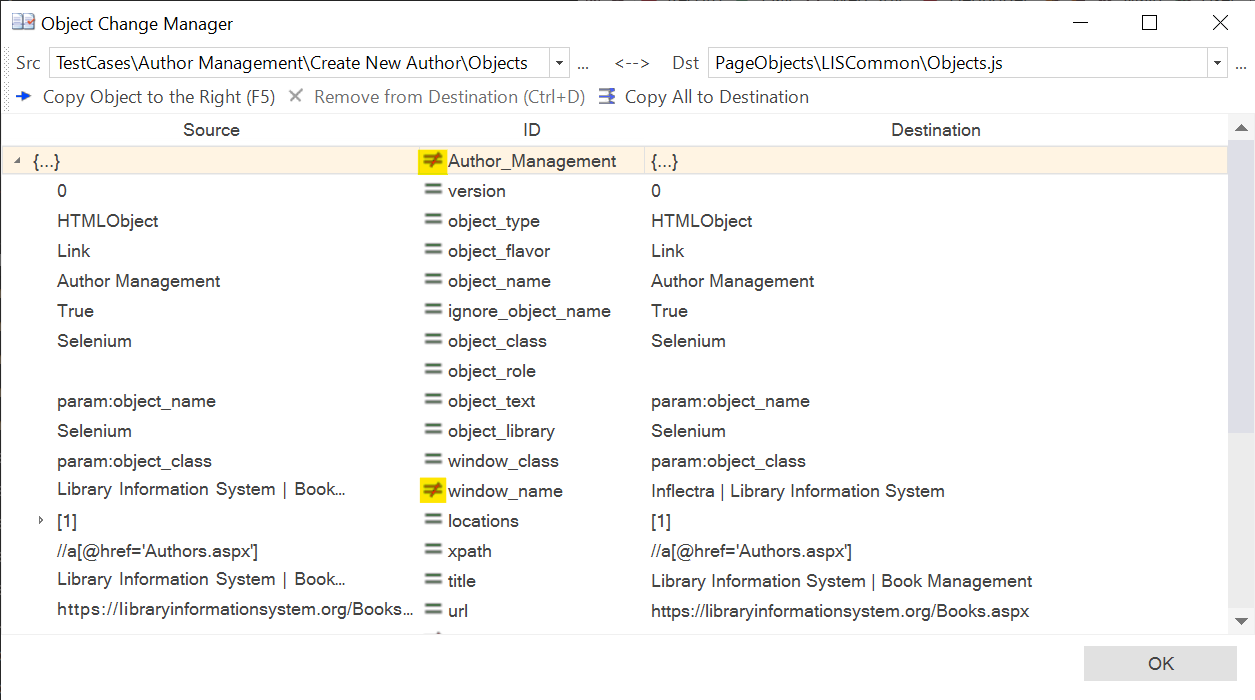 Object Change Manager
Src TestCases\Author Management\Create New Author\Objects ... <--> Dst PageObjects\LISCommon\Objects.js ...
Copy Object to the Right (F5) Remove from Destination (Ctrl+D) Copy All to Destination
Source ID Destination
{...} Author_Management {...}
0 version 0
HTMLObject object_type HTMLObject
Link object_flavor Link
Author Management object_name Author Management
True ignore_object_name True
Selenium object_class Selenium
object_role
param:object_name object_text param:object_name
Selenium object_library Selenium
param:object_class window_class param:object_class
Library Information System | Book... window_name Inflectra | Library Information System
[1] locations [1]
//a[@href='Authors.aspx'] xpath //a[@href='Authors.aspx']
Library Information System | Book... title Library Information System | Book Management
https://libraryinformationsystem.org/Books... url https://libraryinformationsystem.org/Books.aspx
OK